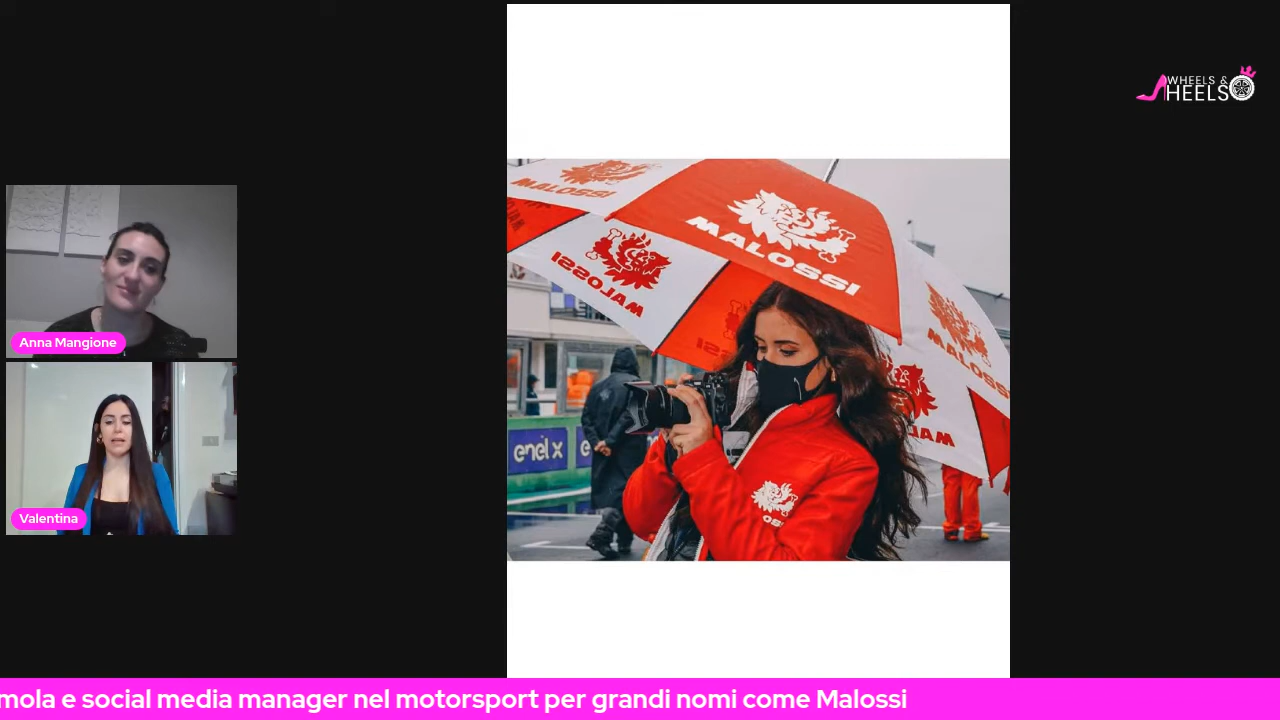 WHEELS &
HEELS
MALOSSI
MALOSSI
MALOSSI
MALOSSI
MALOSSI
enel x
Anna Mangione
Valentina
mola e social media manager nel motorsport per grandi nomi come Malossi